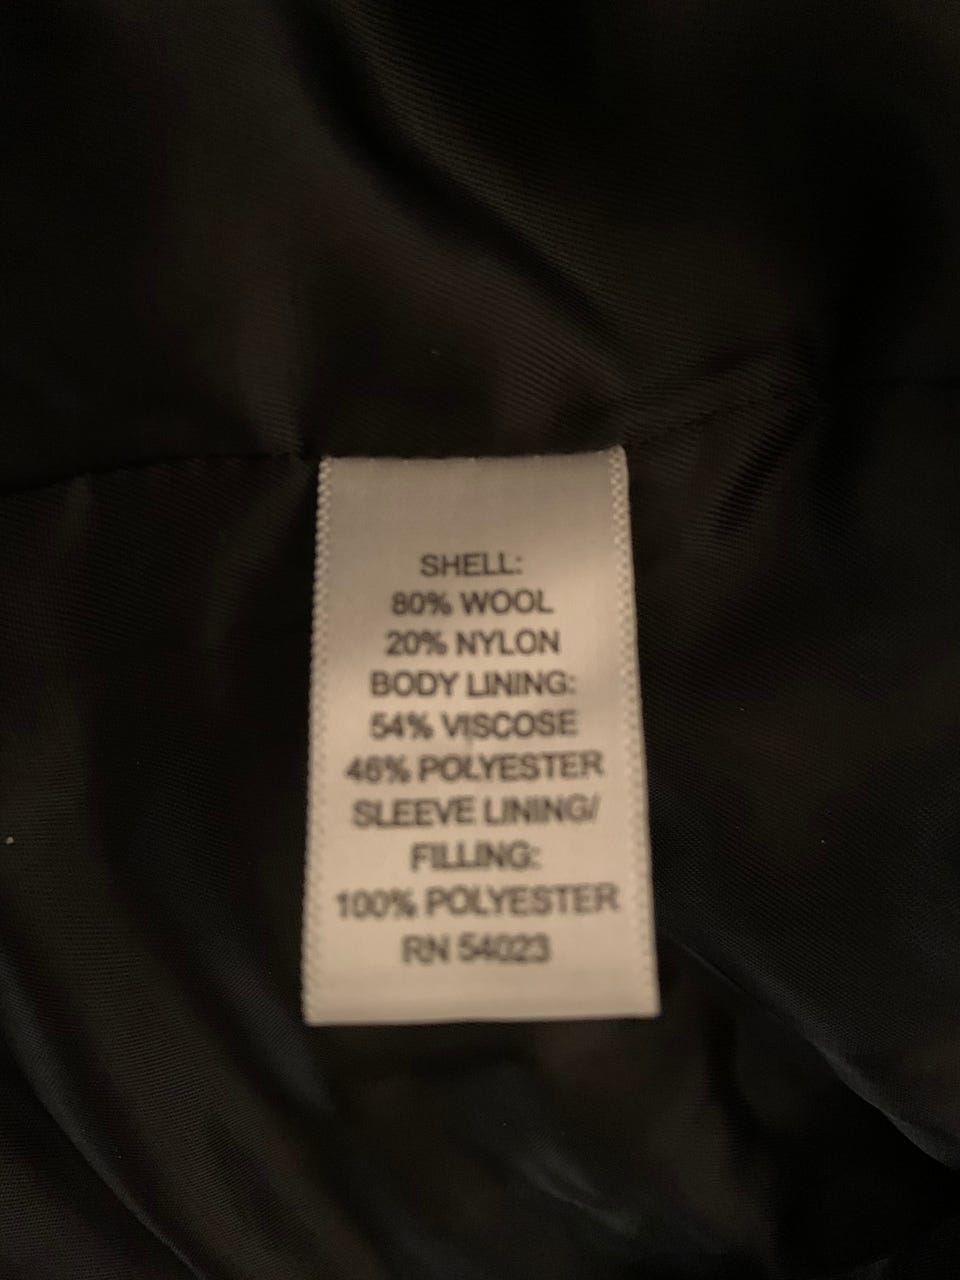 SHELL:
80% WOOL
20% NYLON
BODY LINING:
54% VISCOSE
46% POLYESTER
SLEEVE LINING/
FILLING:
100% POLYESTER
RN 54023